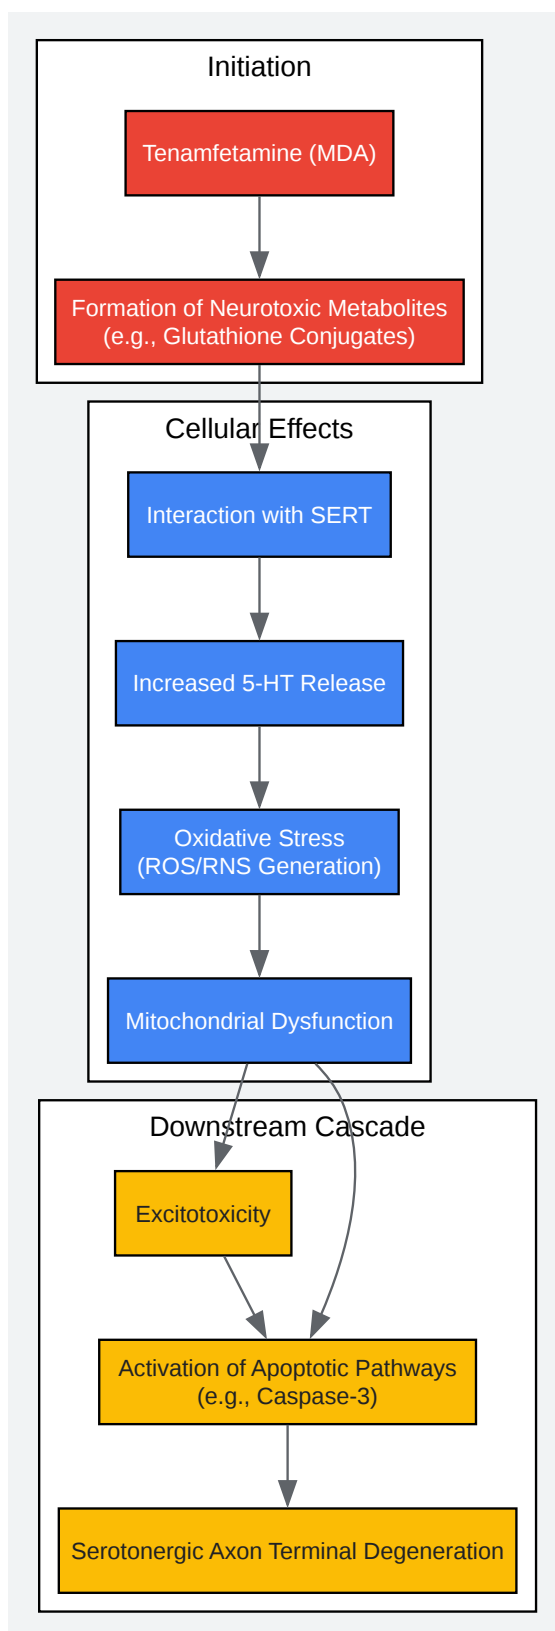 Initiation
Tenamfetamine (MDA)
Formation of Neurotoxic Metabolites
(e.g., Glutathione Conjugates)
Cellular Effects
Interaction with SERT
Increased 5-HT Release
Oxidative Stress
(ROS/RNS Generation)
Mitochondrial Dysfunction
Downstream Cascade
Excitotoxicity
Activation of Apoptotic Pathways
(e.g., Caspase-3)
Serotonergic Axon Terminal Degeneration